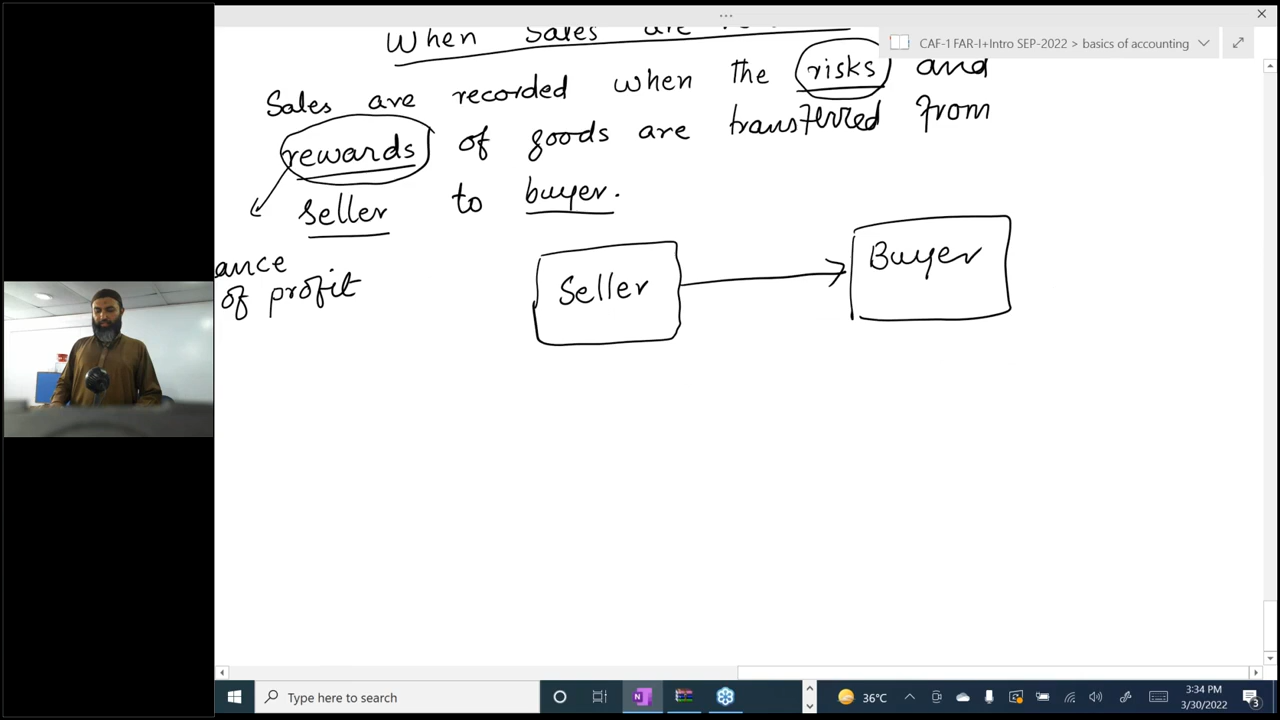 ...
CAF-1 FAR-I+Intro SEP-2022 > basics of accounting
When Sales are
Sales are recorded when the risks and
rewards of goods are transferred from
seller to buyer.
ance
of profit
Seller
Buyer
Type here to search
36°C
3:34 PM
3/30/2022
3